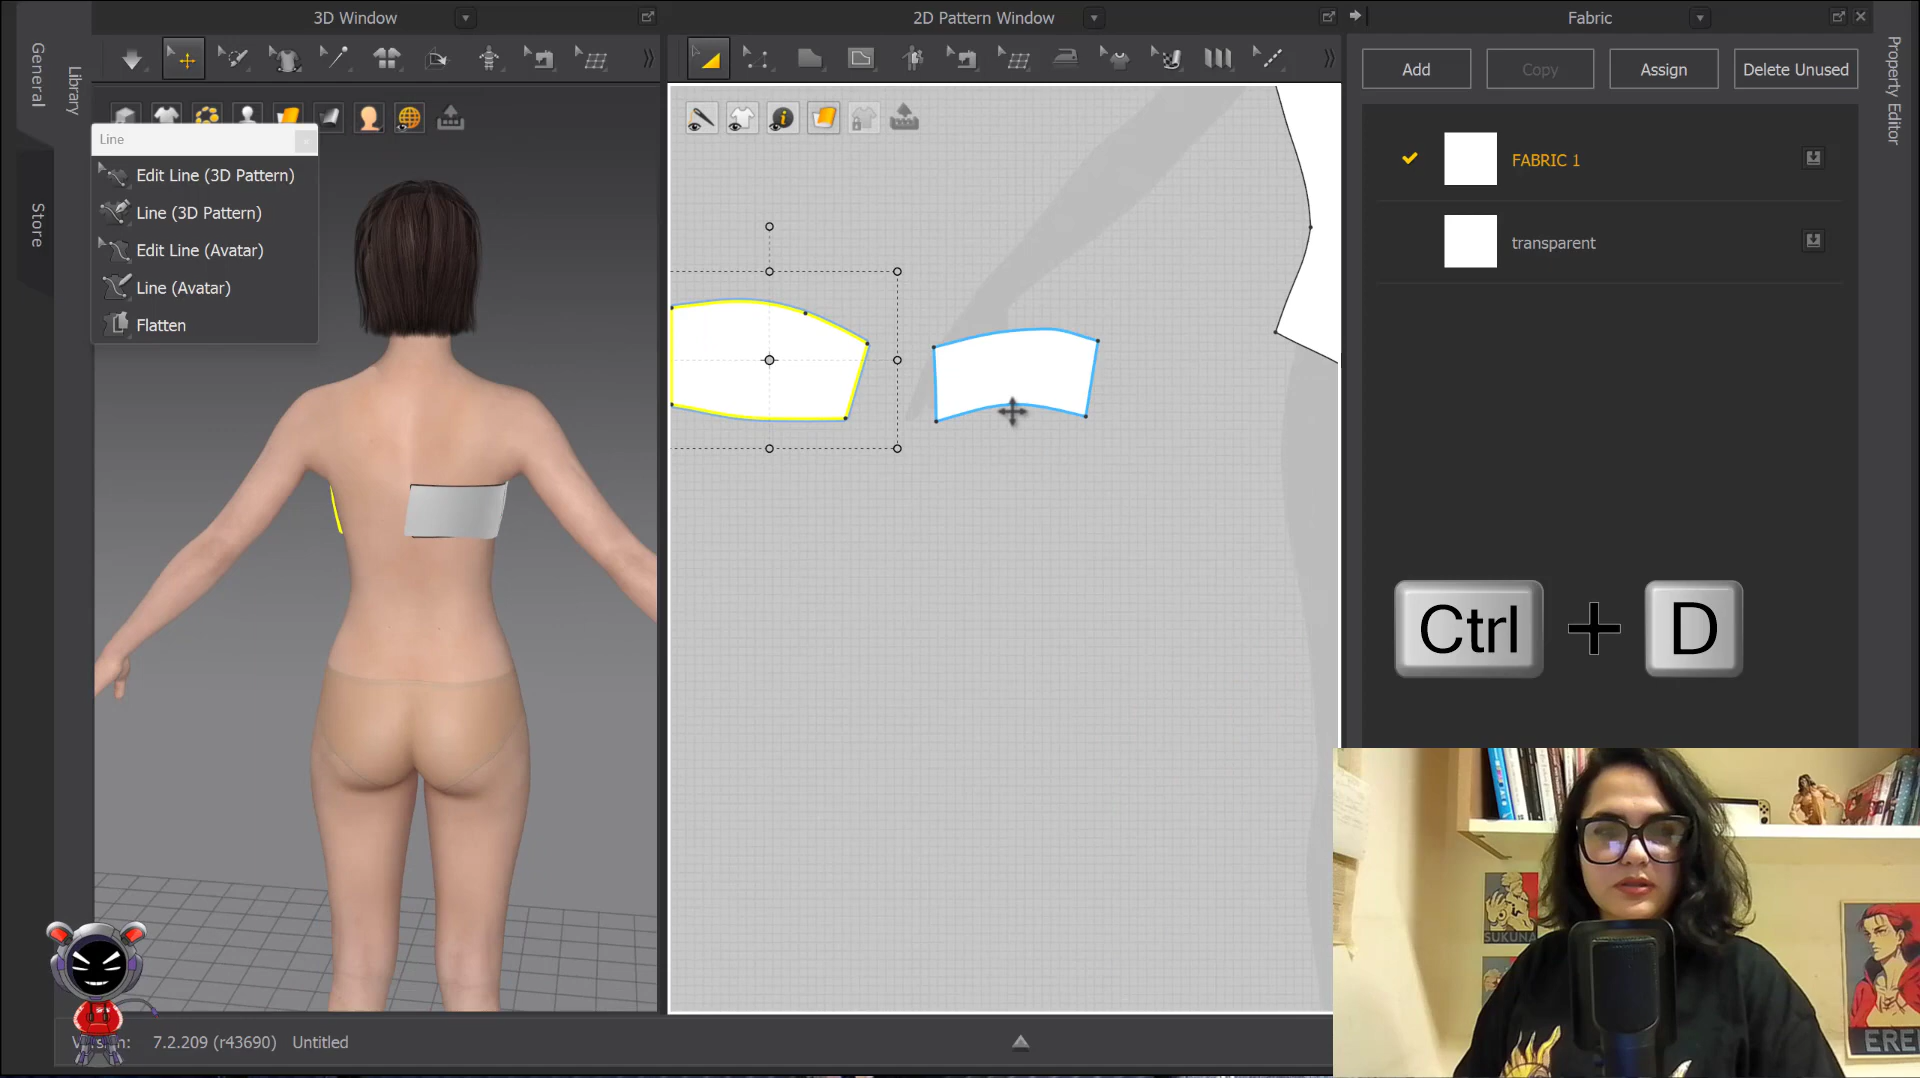 General
Library
Store
3D Window
2D Pattern Window
Fabric
Property Editor
Line
Edit Line (3D Pattern)
Line (3D Pattern)
Edit Line (Avatar)
Line (Avatar)
Flatten
Add
Copy
Assign
Delete Unused
FABRIC 1
transparent
Ctrl + D
SUKUNA
EREN
7.2.209 (r43690)
Untitled